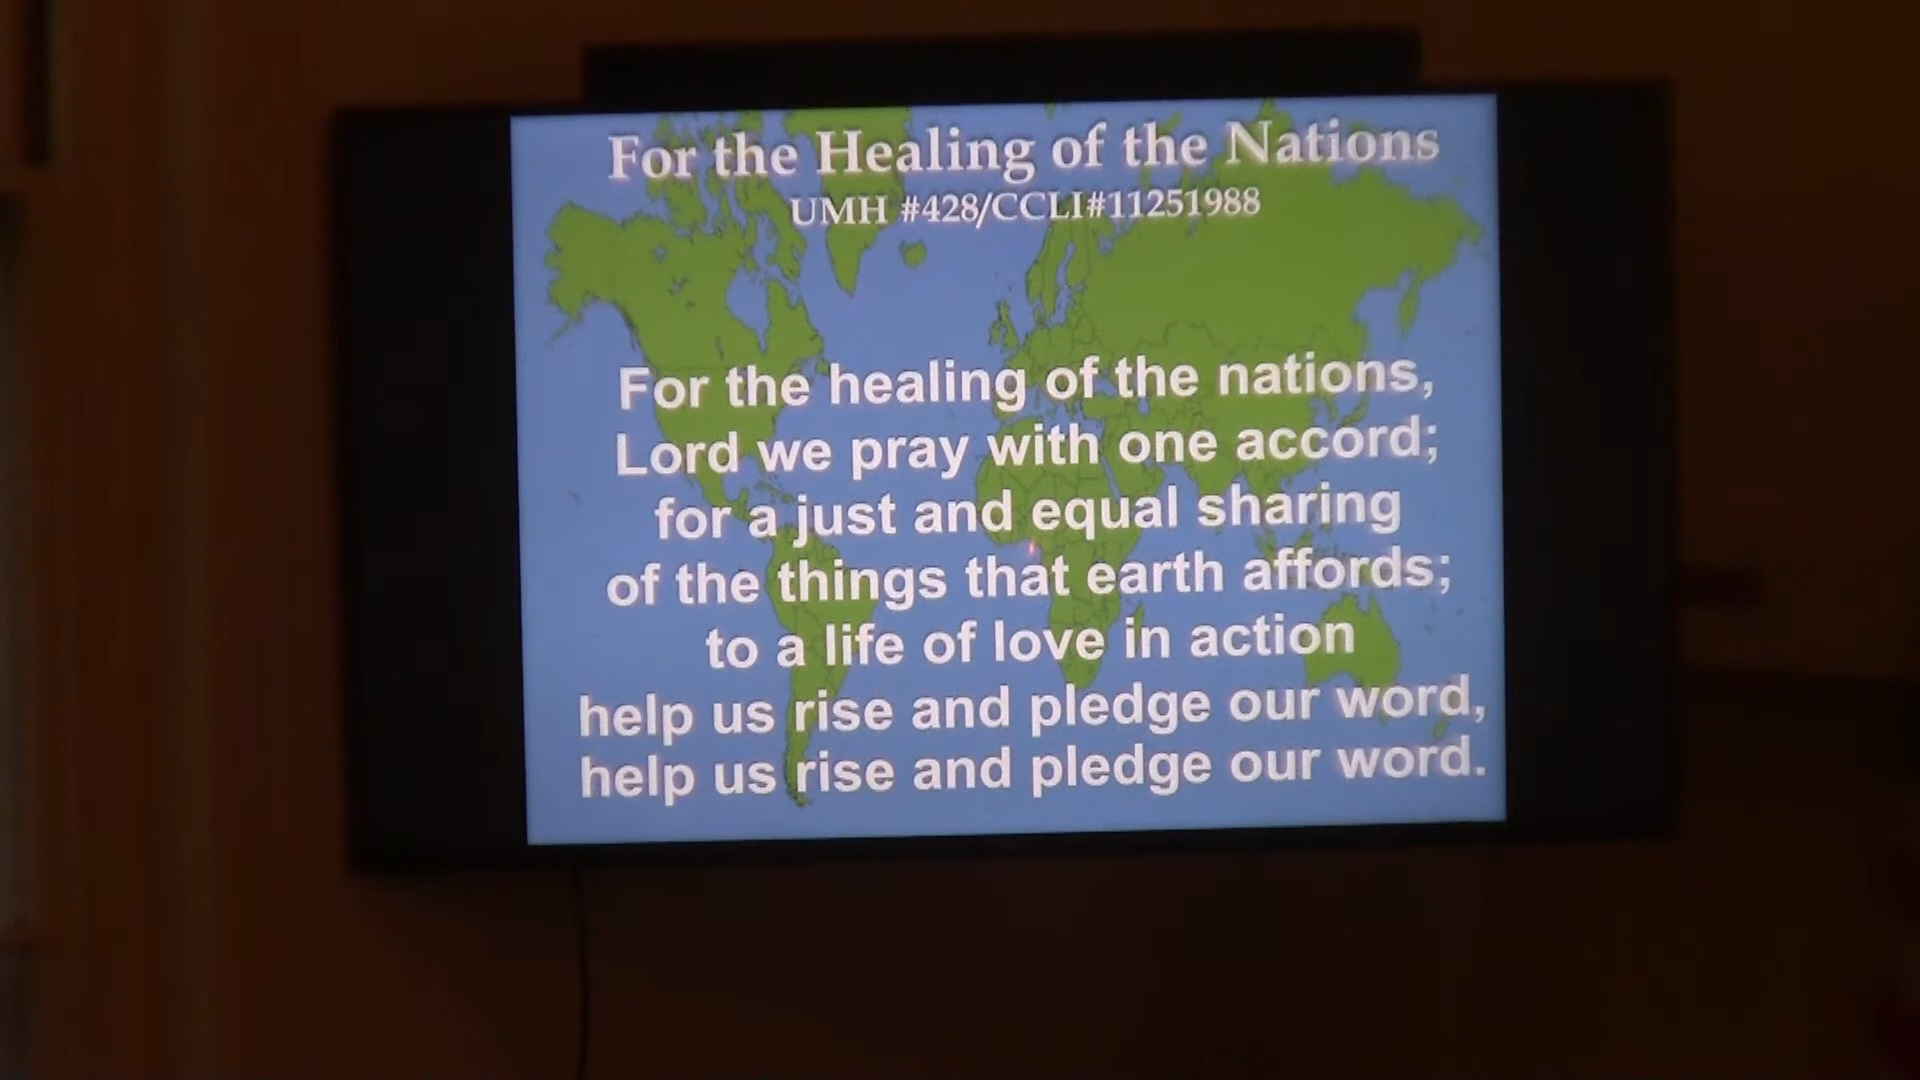 For the Healing of the Nations
UMH #428/CCLI#11251988
For the healing of the nations,
Lord we pray with one accord;
for a just and equal sharing
of the things that earth affords;
to a life of love in action
help us rise and pledge our word,
help us rise and pledge our word.